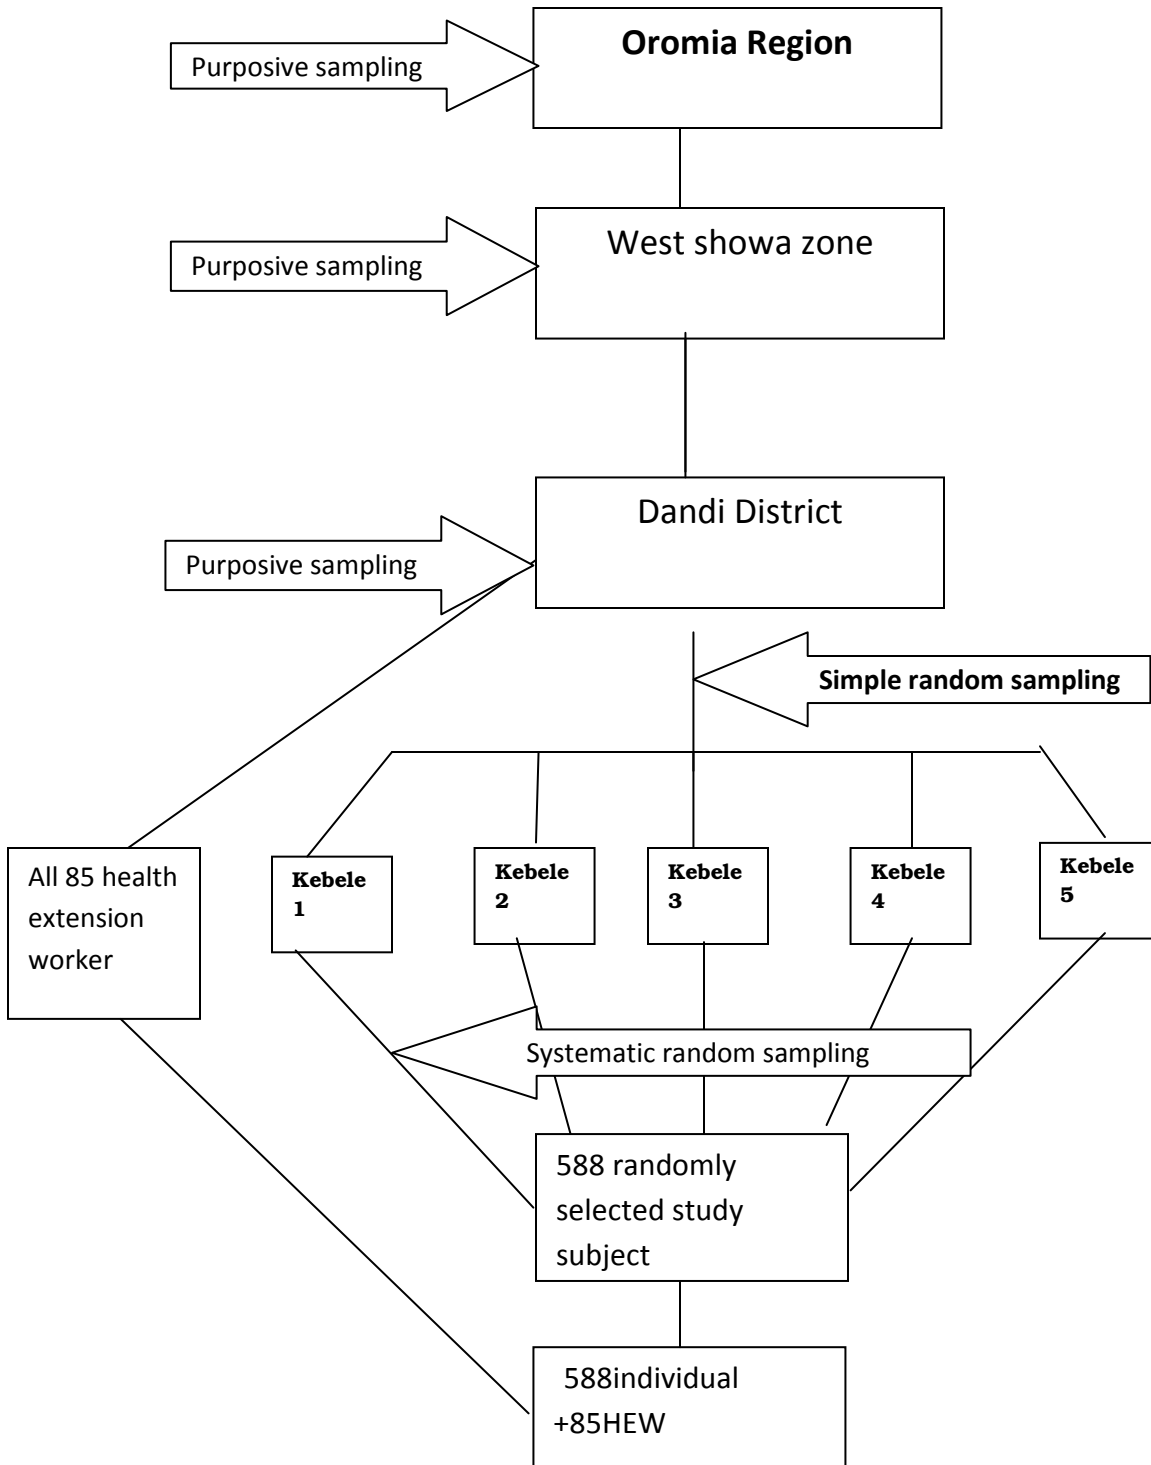 Oromia Region
Purposive sampling
West showa zone
Purposive sampling
Dandi District
Purposive sampling
Simple random sampling
All 85 health
extension
worker
Kebele
1
Kebele
2
Kebele
3
Kebele
4
Kebele
5
Systematic random sampling
588 randomly
selected study
subject
588individual
+85HEW